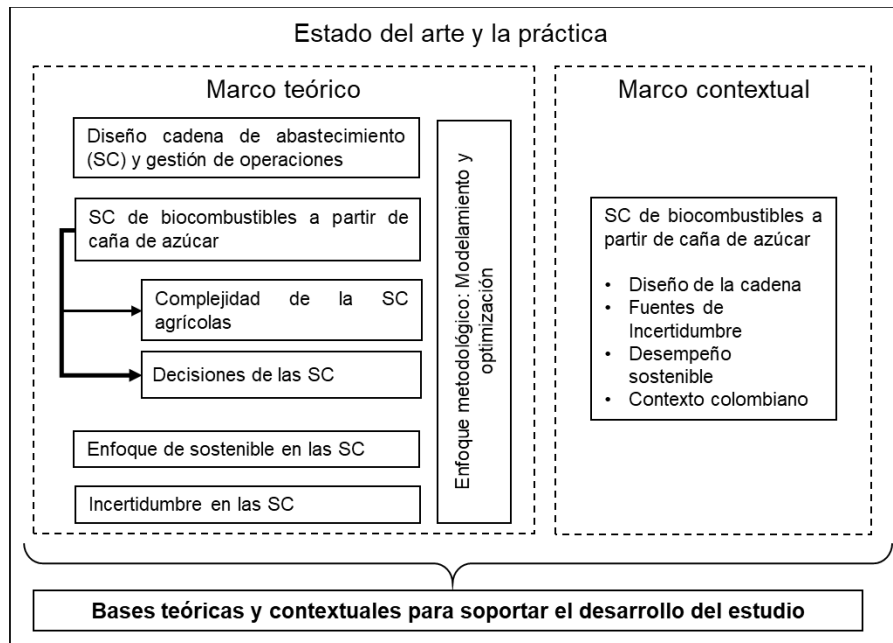 Estado del arte y la práctica
Marco teórico
Diseño cadena de abastecimiento
(SC) y gestión de operaciones
SC de biocombustibles a partir de
caña de azúcar
Complejidad de la SC
agrícolas
Decisiones de las SC
Enfoque de sostenible en las SC
Incertidumbre en las SC
Enfoque metodológico: Modelamiento y
optimización
Marco contextual
SC de biocombustibles a
partir de caña de azúcar
• Diseño de la cadena
• Fuentes de
Incertidumbre
• Desempeño
sostenible
• Contexto colombiano
Bases teóricas y contextuales para soportar el desarrollo del estudio